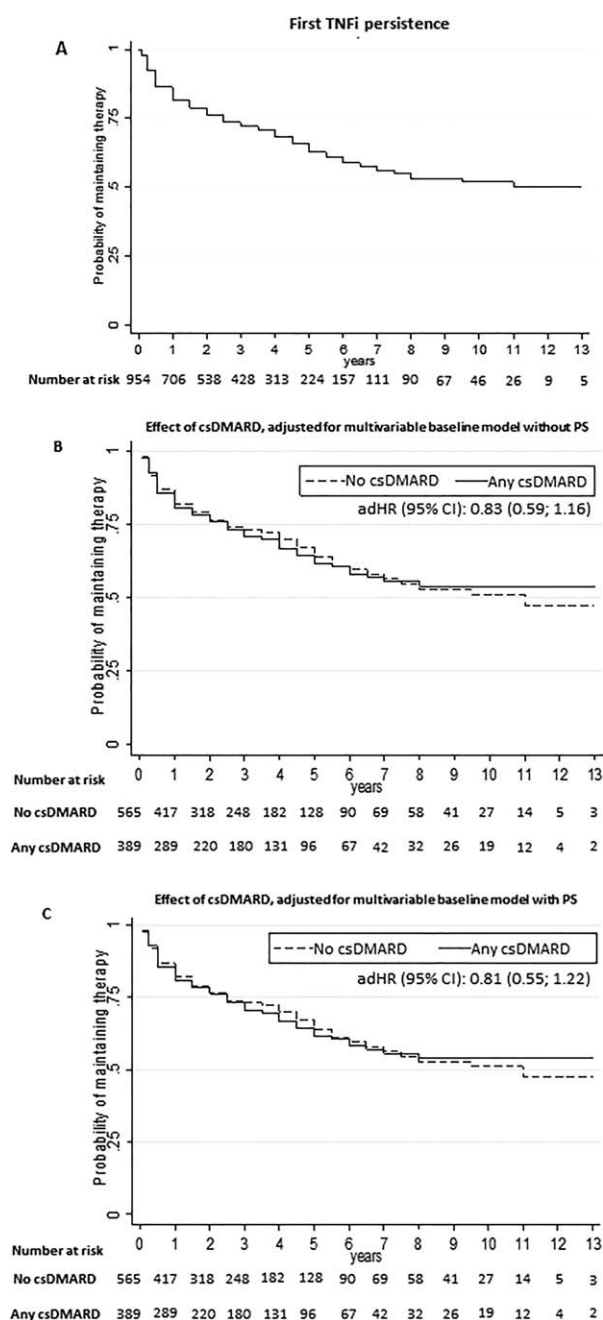 First TNFi persistence
A
Probability of maintaining therapy
1
.75
.5
.25
0
0 1 2 3 4 5 6 7 8 9 10 11 12 13
years
Number at risk 954 706 538 428 313 224 157 111 90 67 46 26 9 5
Effect of csDMARD, adjusted for multivariable baseline model without PS
B
No csDMARD Any csDMARD
adHR (95% CI): 0.83 (0.59; 1.16)
Probability of maintaining therapy
1
.75
.5
.25
0
0 1 2 3 4 5 6 7 8 9 10 11 12 13
years
Number at risk
No csDMARD 565 417 318 248 182 128 90 69 58 41 27 14 5 3
Any csDMARD 389 289 220 180 131 96 67 42 32 26 19 12 4 2
Effect of csDMARD, adjusted for multivariable baseline model with PS
C
No csDMARD Any csDMARD
adHR (95% CI): 0.81 (0.55; 1.22)
Probability of maintaining therapy
1
.75
.5
.25
0
0 1 2 3 4 5 6 7 8 9 10 11 12 13
years
Number at risk
No csDMARD 565 417 318 248 182 128 90 69 58 41 27 14 5 3
Any csDMARD 389 289 220 180 131 96 67 42 32 26 19 12 4 2